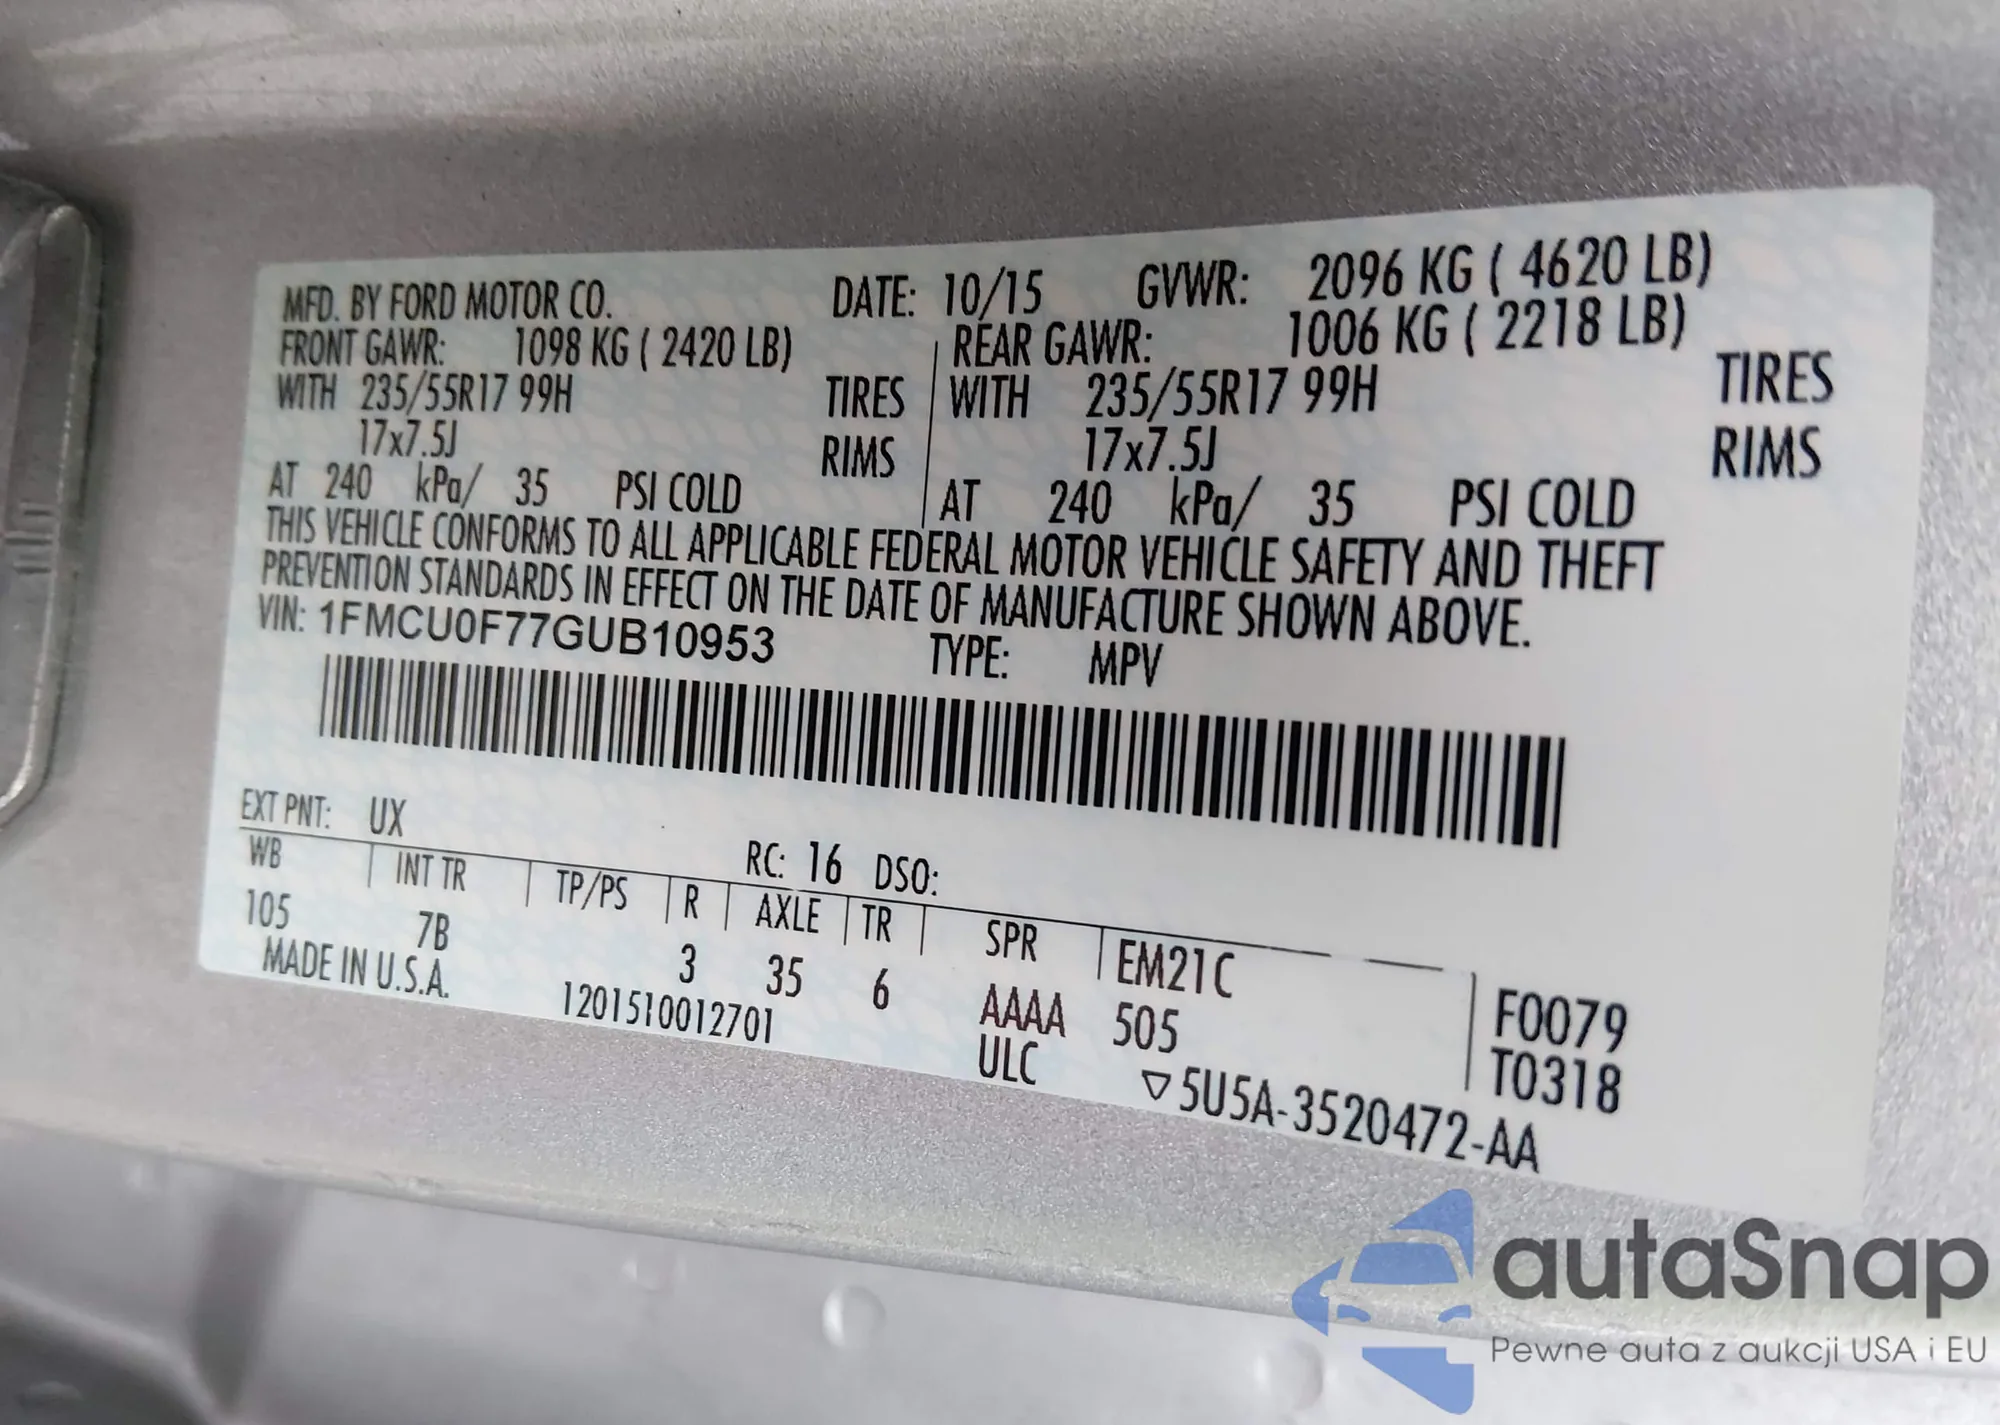 MFD. BY FORD MOTOR CO. DATE: 10/15 GVWR: 2096 KG ( 4620 LB)
FRONT GAWR: 1098 KG ( 2420 LB) REAR GAWR: 1006 KG ( 2218 LB)
WITH 235/55R17 99H TIRES WITH 235/55R17 99H TIRES
17x7.5J RIMS 17x7.5J RIMS
AT 240 kPa/ 35 PSI COLD AT 240 kPa/ 35 PSI COLD
THIS VEHICLE CONFORMS TO ALL APPLICABLE FEDERAL MOTOR VEHICLE SAFETY AND THEFT
PREVENTION STANDARDS IN EFFECT ON THE DATE OF MANUFACTURE SHOWN ABOVE.
VIN: 1FMCU0F77GUB10953 TYPE: MPV
EXT PNT: UX RC: 16 DSO:
WB INT TR TP/PS R AXLE TR SPR EM21C
105 7B 3 35 6 AAAA 505 F0079
MADE IN U.S.A. 1201510012701 ULC T0318
▽5U5A-3520472-AA
autaSnap
Pewne auta z aukcji USA i EU